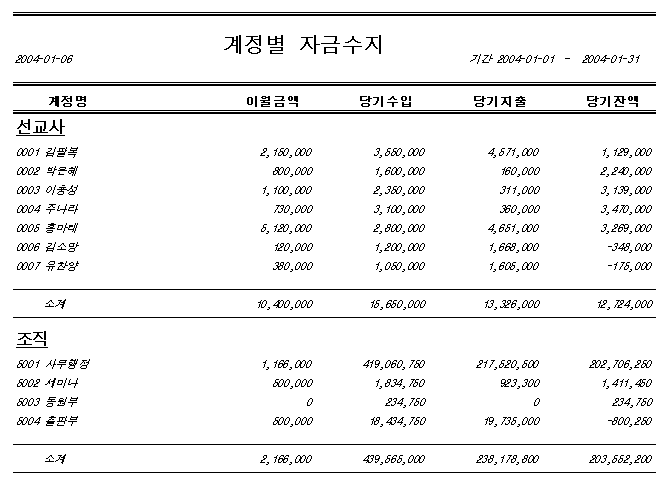 계정별 자금수지
2004-01-06 기간 2004-01-01 - 2004-01-31
계정명 이월금액 당기수입 당기지출 당기잔액
선교사
0001 김필복 2,150,000 3,550,000 4,571,000 1,129,000
0002 박은혜 800,000 1,600,000 160,000 2,240,000
0003 이충성 1,100,000 2,350,000 311,000 3,139,000
0004 주나라 730,000 3,100,000 360,000 3,470,000
0005 5,120,000 2,800,000 4,651,000 3,269,000
0006 김소망 120,000 1,200,000 1,668,000 -348,000
0007 유찬양 380,000 1,050,000 1,605,000 -175,000
소계 10,400,000 15,650,000 13,326,000 12,724,000
조직
5001 사무행정 1,166,000 419,060,750 217,520,500 202,706,250
5002 세미나 500,000 1,834,750 923,300 1,411,450
5003 동원부 0 234,750 0 234,750
5004 출판부 500,000 18,434,750 19,735,000 -800,250
소계 2,166,000 439,565,000 238,178,800 203,552,200